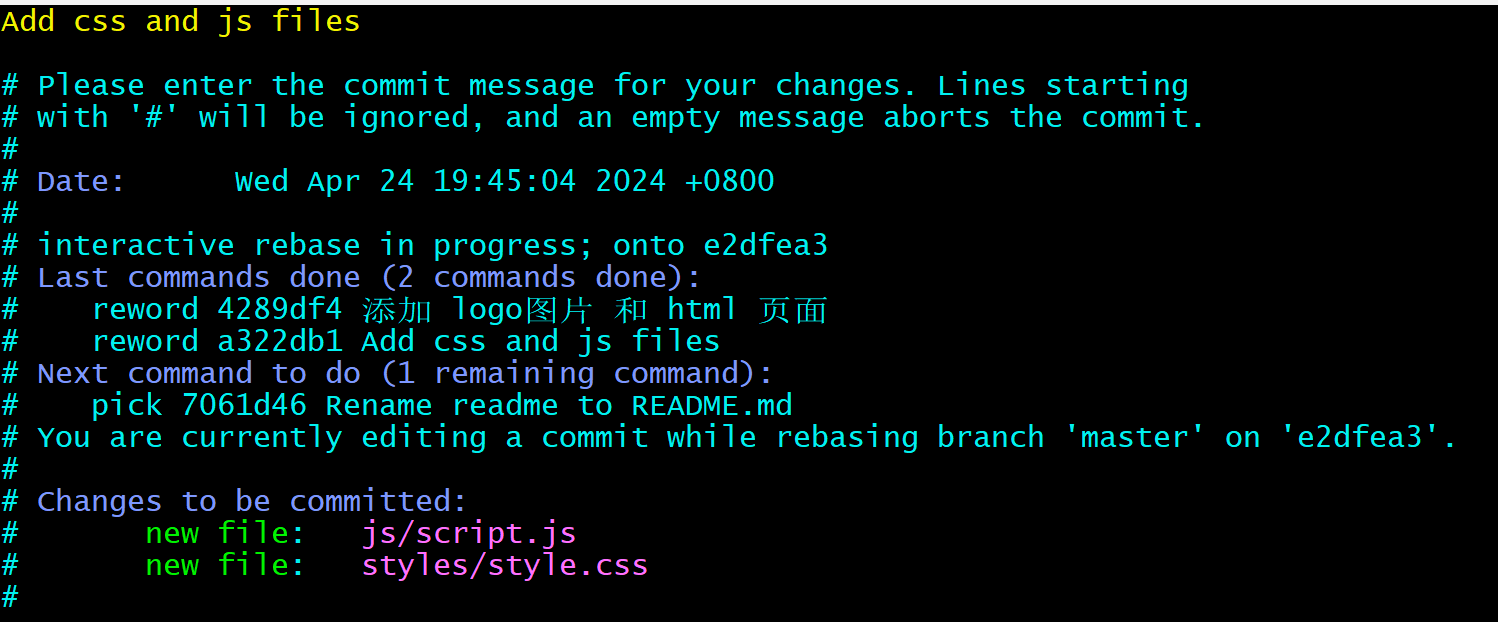 Add css and js files
# Please enter the commit message for your changes. Lines starting
# with '#' will be ignored, and an empty message aborts the commit.
#
# Date:      Wed Apr 24 19:45:04 2024 +0800
#
# interactive rebase in progress; onto e2dfea3
# Last commands done (2 commands done):
#    reword 4289df4 添加 logo图片 和 html 页面
#    reword a322db1 Add css and js files
# Next command to do (1 remaining command):
#    pick 7061d46 Rename readme to README.md
# You are currently editing a commit while rebasing branch 'master' on 'e2dfea3'.
#
# Changes to be committed:
#       new file:   js/script.js
#       new file:   styles/style.css
#